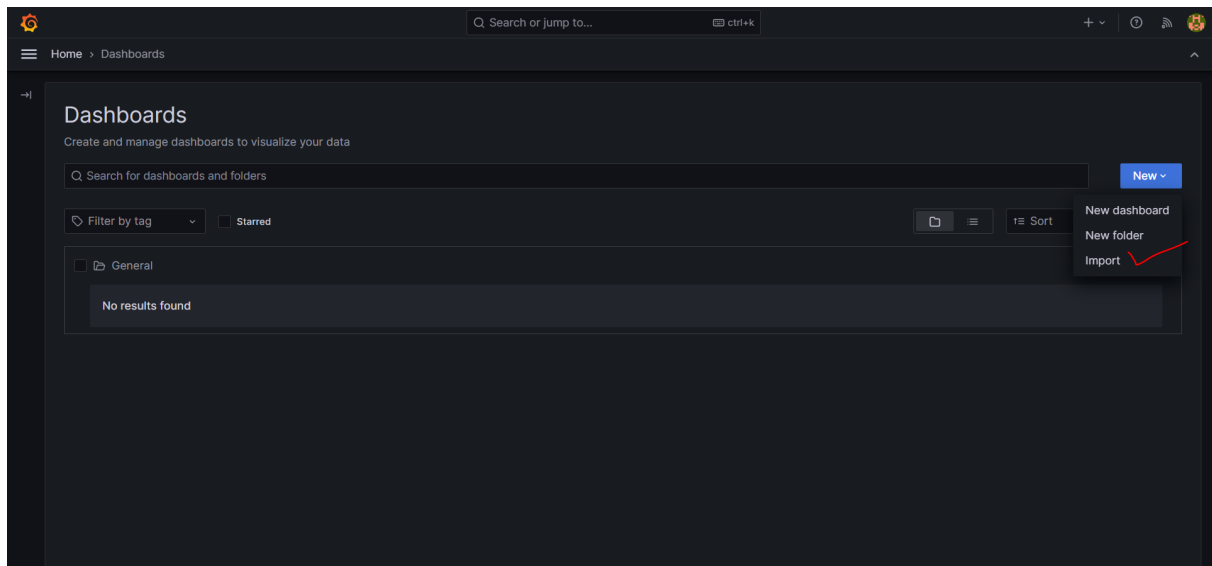 Search or jump to... ctrl+k
Home › Dashboards
Dashboards
Create and manage dashboards to visualize your data
Search for dashboards and folders
New
Filter by tag
Starred
Sort
New dashboard
New folder
Import
General
No results found